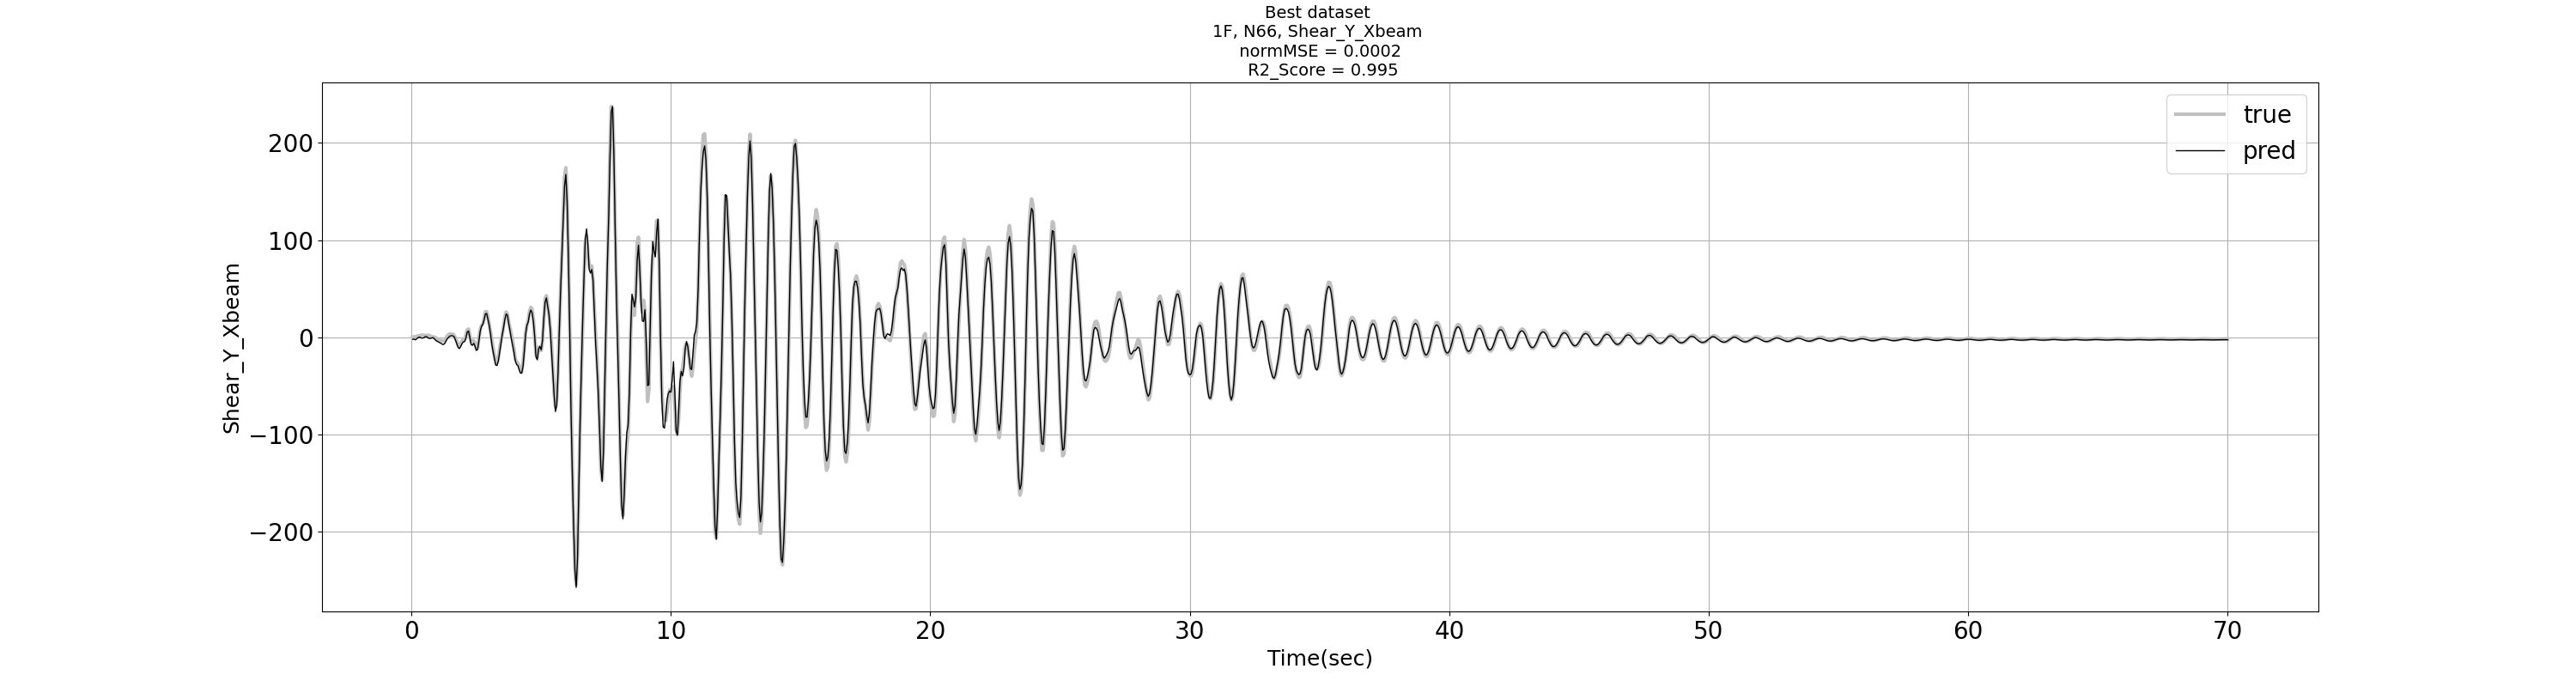 Best dataset
1F, N66, Shear_Y_Xbeam
normMSE = 0.0002
R2_Score = 0.995
true
pred
200
100
0
−100
−200
Shear_Y_Xbeam
0 10 20 30 40 50 60 70
Time(sec)